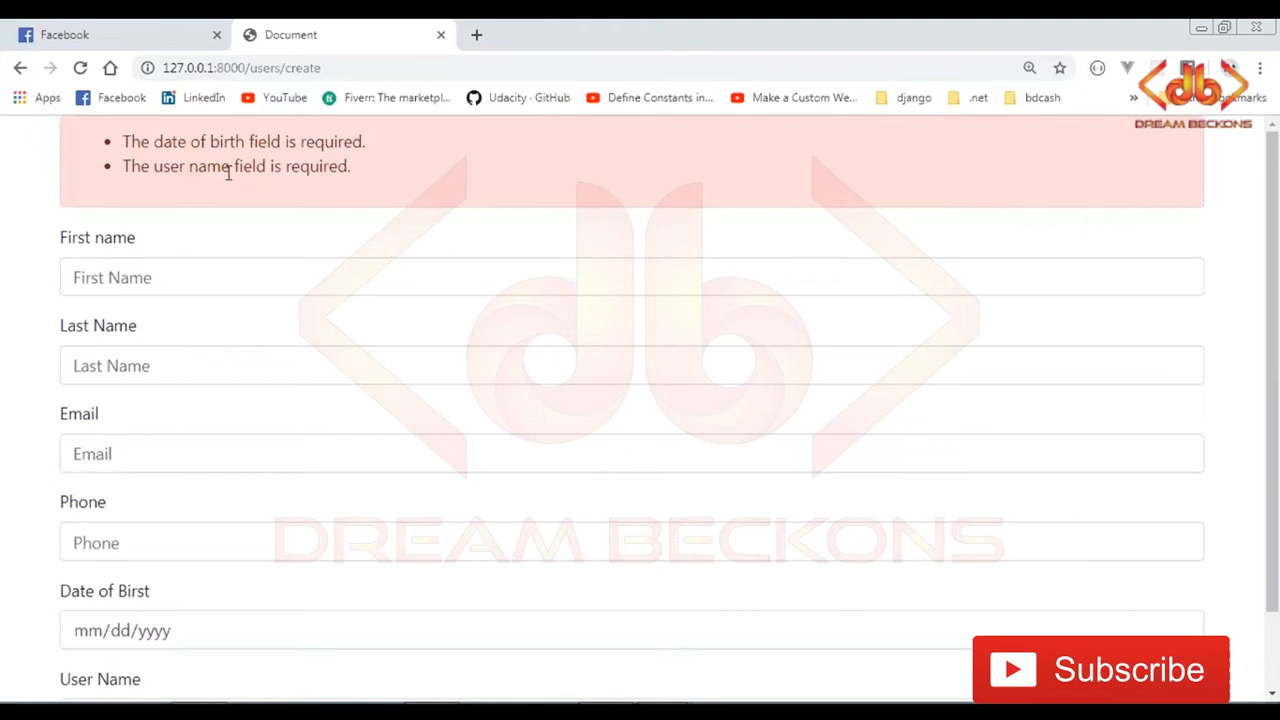 Facebook
Document
127.0.0.1:8000/users/create
Apps
Facebook
LinkedIn
YouTube
Fiverr: The marketpl...
Udacity · GitHub
Define Constants in...
Make a Custom We...
django
.net
bdcash
»
okmarks
DREAM BECKONS
• The date of birth field is required.
• The user name field is required.
First name
First Name
Last Name
Last Name
Email
Email
Phone
Phone
DREAM BECKONS
Date of Birst
mm/dd/yyyy
Subscribe
User Name